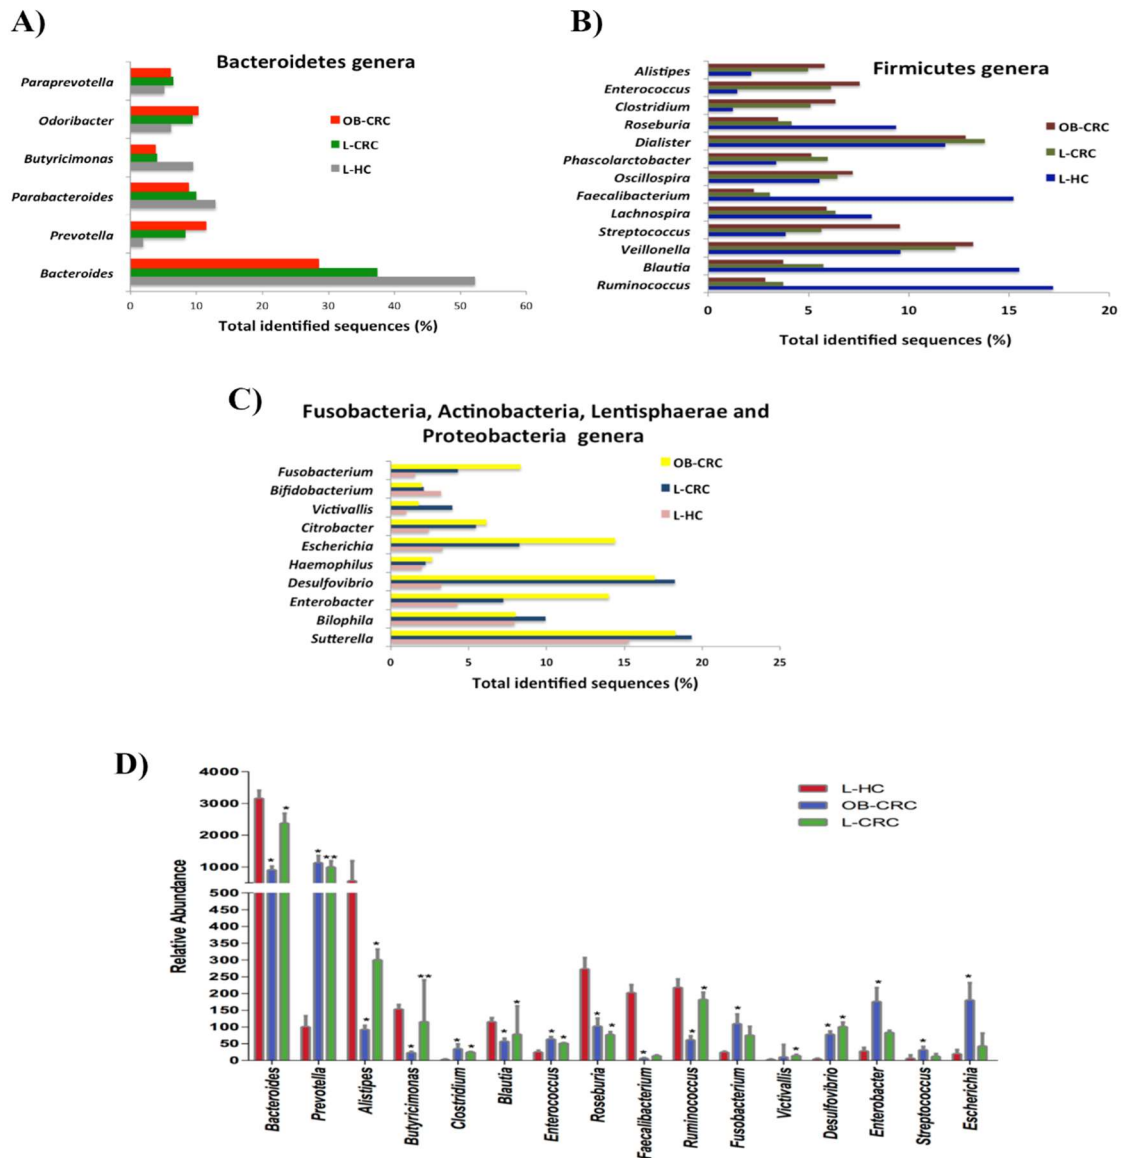 A)
Bacteroidetes genera
Paraprevotella
Odoribacter
Butyricimonas
Parabacteroides
Prevotella
Bacteroides
OB-CRC
L-CRC
L-HC
0 10 20 30 40 50 60
Total identified sequences (%)
B)
Firmicutes genera
Alistipes
Enterococcus
Clostridium
Roseburia
Dialister
Phascolarctobacter
Oscillospira
Faecalibacterium
Lachnospira
Streptococcus
Veillonella
Blautia
Ruminococcus
OB-CRC
L-CRC
L-HC
0 5 10 15 20
Total identified sequences (%)
C)
Fusobacteria, Actinobacteria, Lentisphaerae and
Proteobacteria genera
Fusobacterium
Bifidobacterium
Victivallis
Citrobacter
Escherichia
Haemophilus
Desulfovibrio
Enterobacter
Bilophila
Sutterella
OB-CRC
L-CRC
L-HC
0 5 10 15 20 25
Total identified sequences (%)
D)
Relative Abundance
4000
3000
2000
1000
500
450
400
350
300
250
200
150
100
50
0
L-HC
OB-CRC
L-CRC
* * * ** * * * ** * * * * * * * * * * * * * * * * * * *
Bacteroides
Prevotella
Alistipes
Butyricimonas
Clostridium
Blautia
Enterococcus
Roseburia
Faecalibacterium
Ruminococcus
Fusobacterium
Victivallis
Desulfovibrio
Enterobacter
Streptococcus
Escherichia